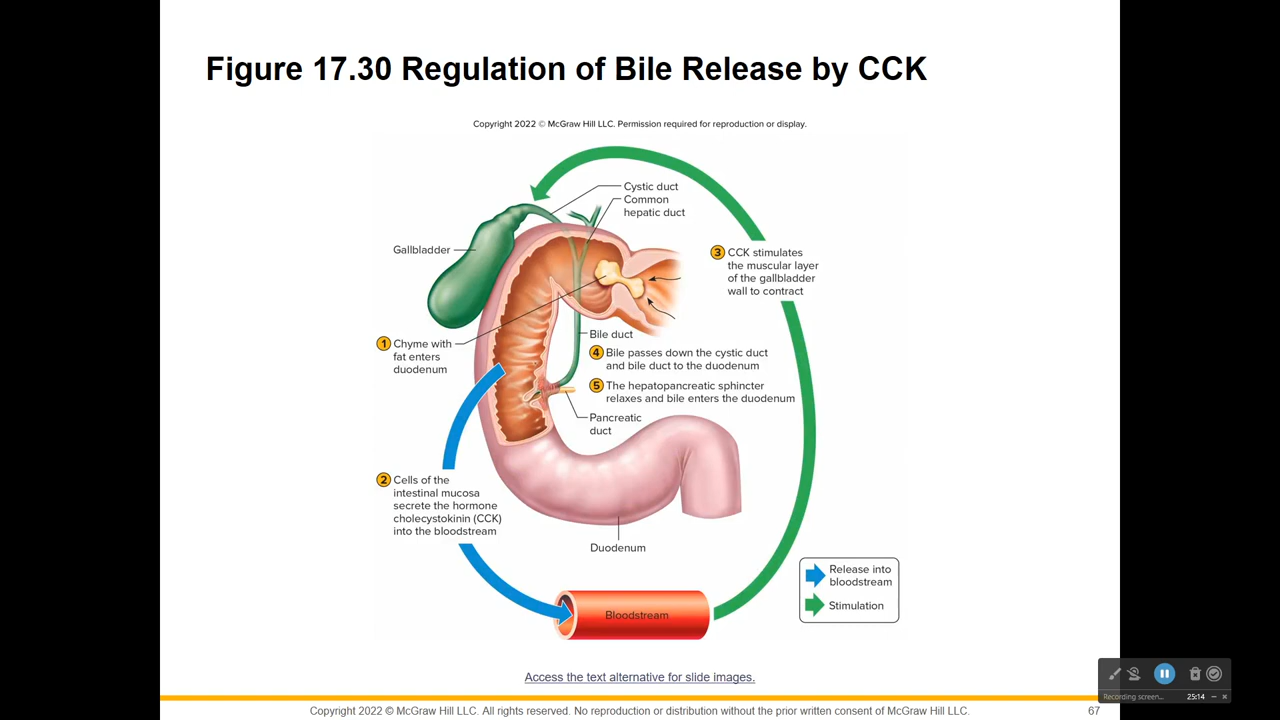 Figure 17.30 Regulation of Bile Release by CCK
Copyright 2022 © McGraw Hill LLC. Permission required for reproduction or display.
Cystic duct
Common
hepatic duct
Gallbladder
3 CCK stimulates
the muscular layer
of the gallbladder
wall to contract
1 Chyme with
fat enters
duodenum
Bile duct
4 Bile passes down the cystic duct
and bile duct to the duodenum
5 The hepatopancreatic sphincter
relaxes and bile enters the duodenum
Pancreatic
duct
2 Cells of the
intestinal mucosa
secrete the hormone
cholecystokinin (CCK)
into the bloodstream
Duodenum
Release into
bloodstream
Stimulation
Bloodstream
Access the text alternative for slide images.
Recording screen...
25:14
Copyright 2022 © McGraw Hill LLC. All rights reserved. No reproduction or distribution without the prior written consent of McGraw Hill LLC.
67